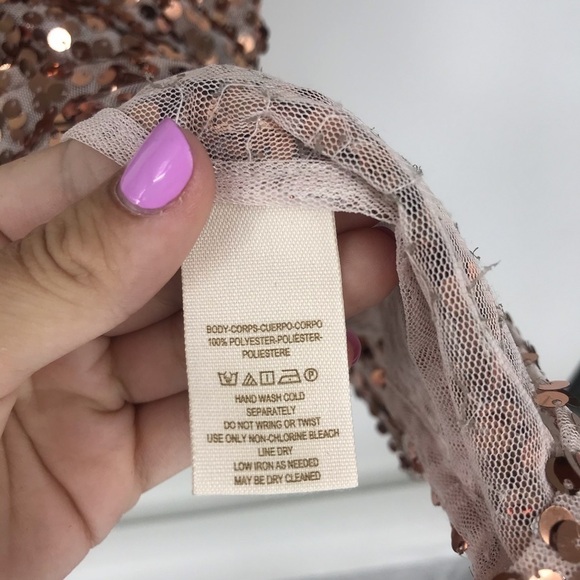 BODY-CORPS-CUERPO-CORPO
100% POLYESTER-POLIÉSTER-
POLIESTERE
HAND WASH COLD
SEPARATELY
DO NOT WRING OR TWIST
USE ONLY NON-CHLORINE BLEACH
LINE DRY
LOW IRON AS NEEDED
MAY BE DRY CLEANED